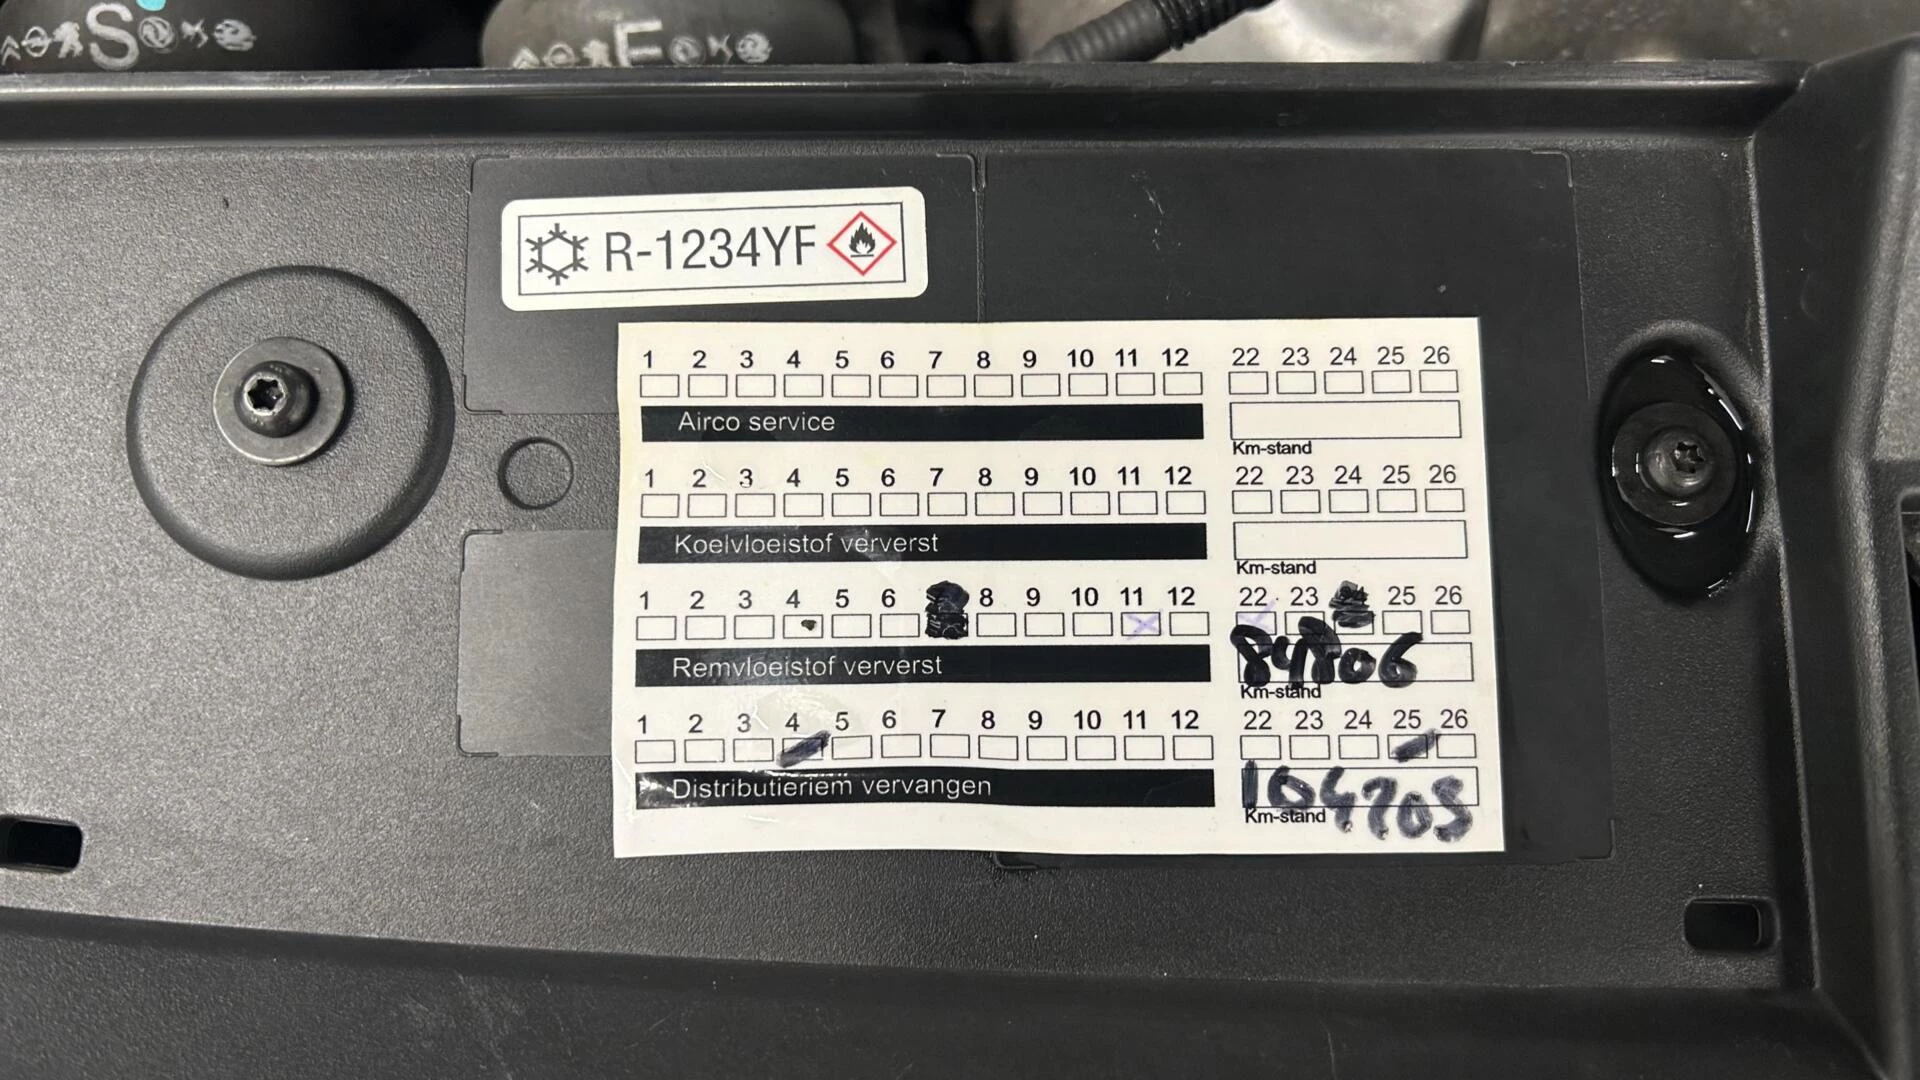 S
F
R-1234YF
1 2 3 4 5 6 7 8 9 10 11 12 22 23 24 25 26
Airco service
Km-stand
1 2 3 4 5 6 7 8 9 10 11 12 22 23 24 25 26
Koelvloeistof ververst
Km-stand
1 2 3 4 5 6 8 9 10 11 12 22 23 24 25 26
Remvloeistof ververst 84806
Km-stand
1 2 3 4 5 6 7 8 9 10 11 12 22 23 24 25 26
Distributieriem vervangen
Km-stand